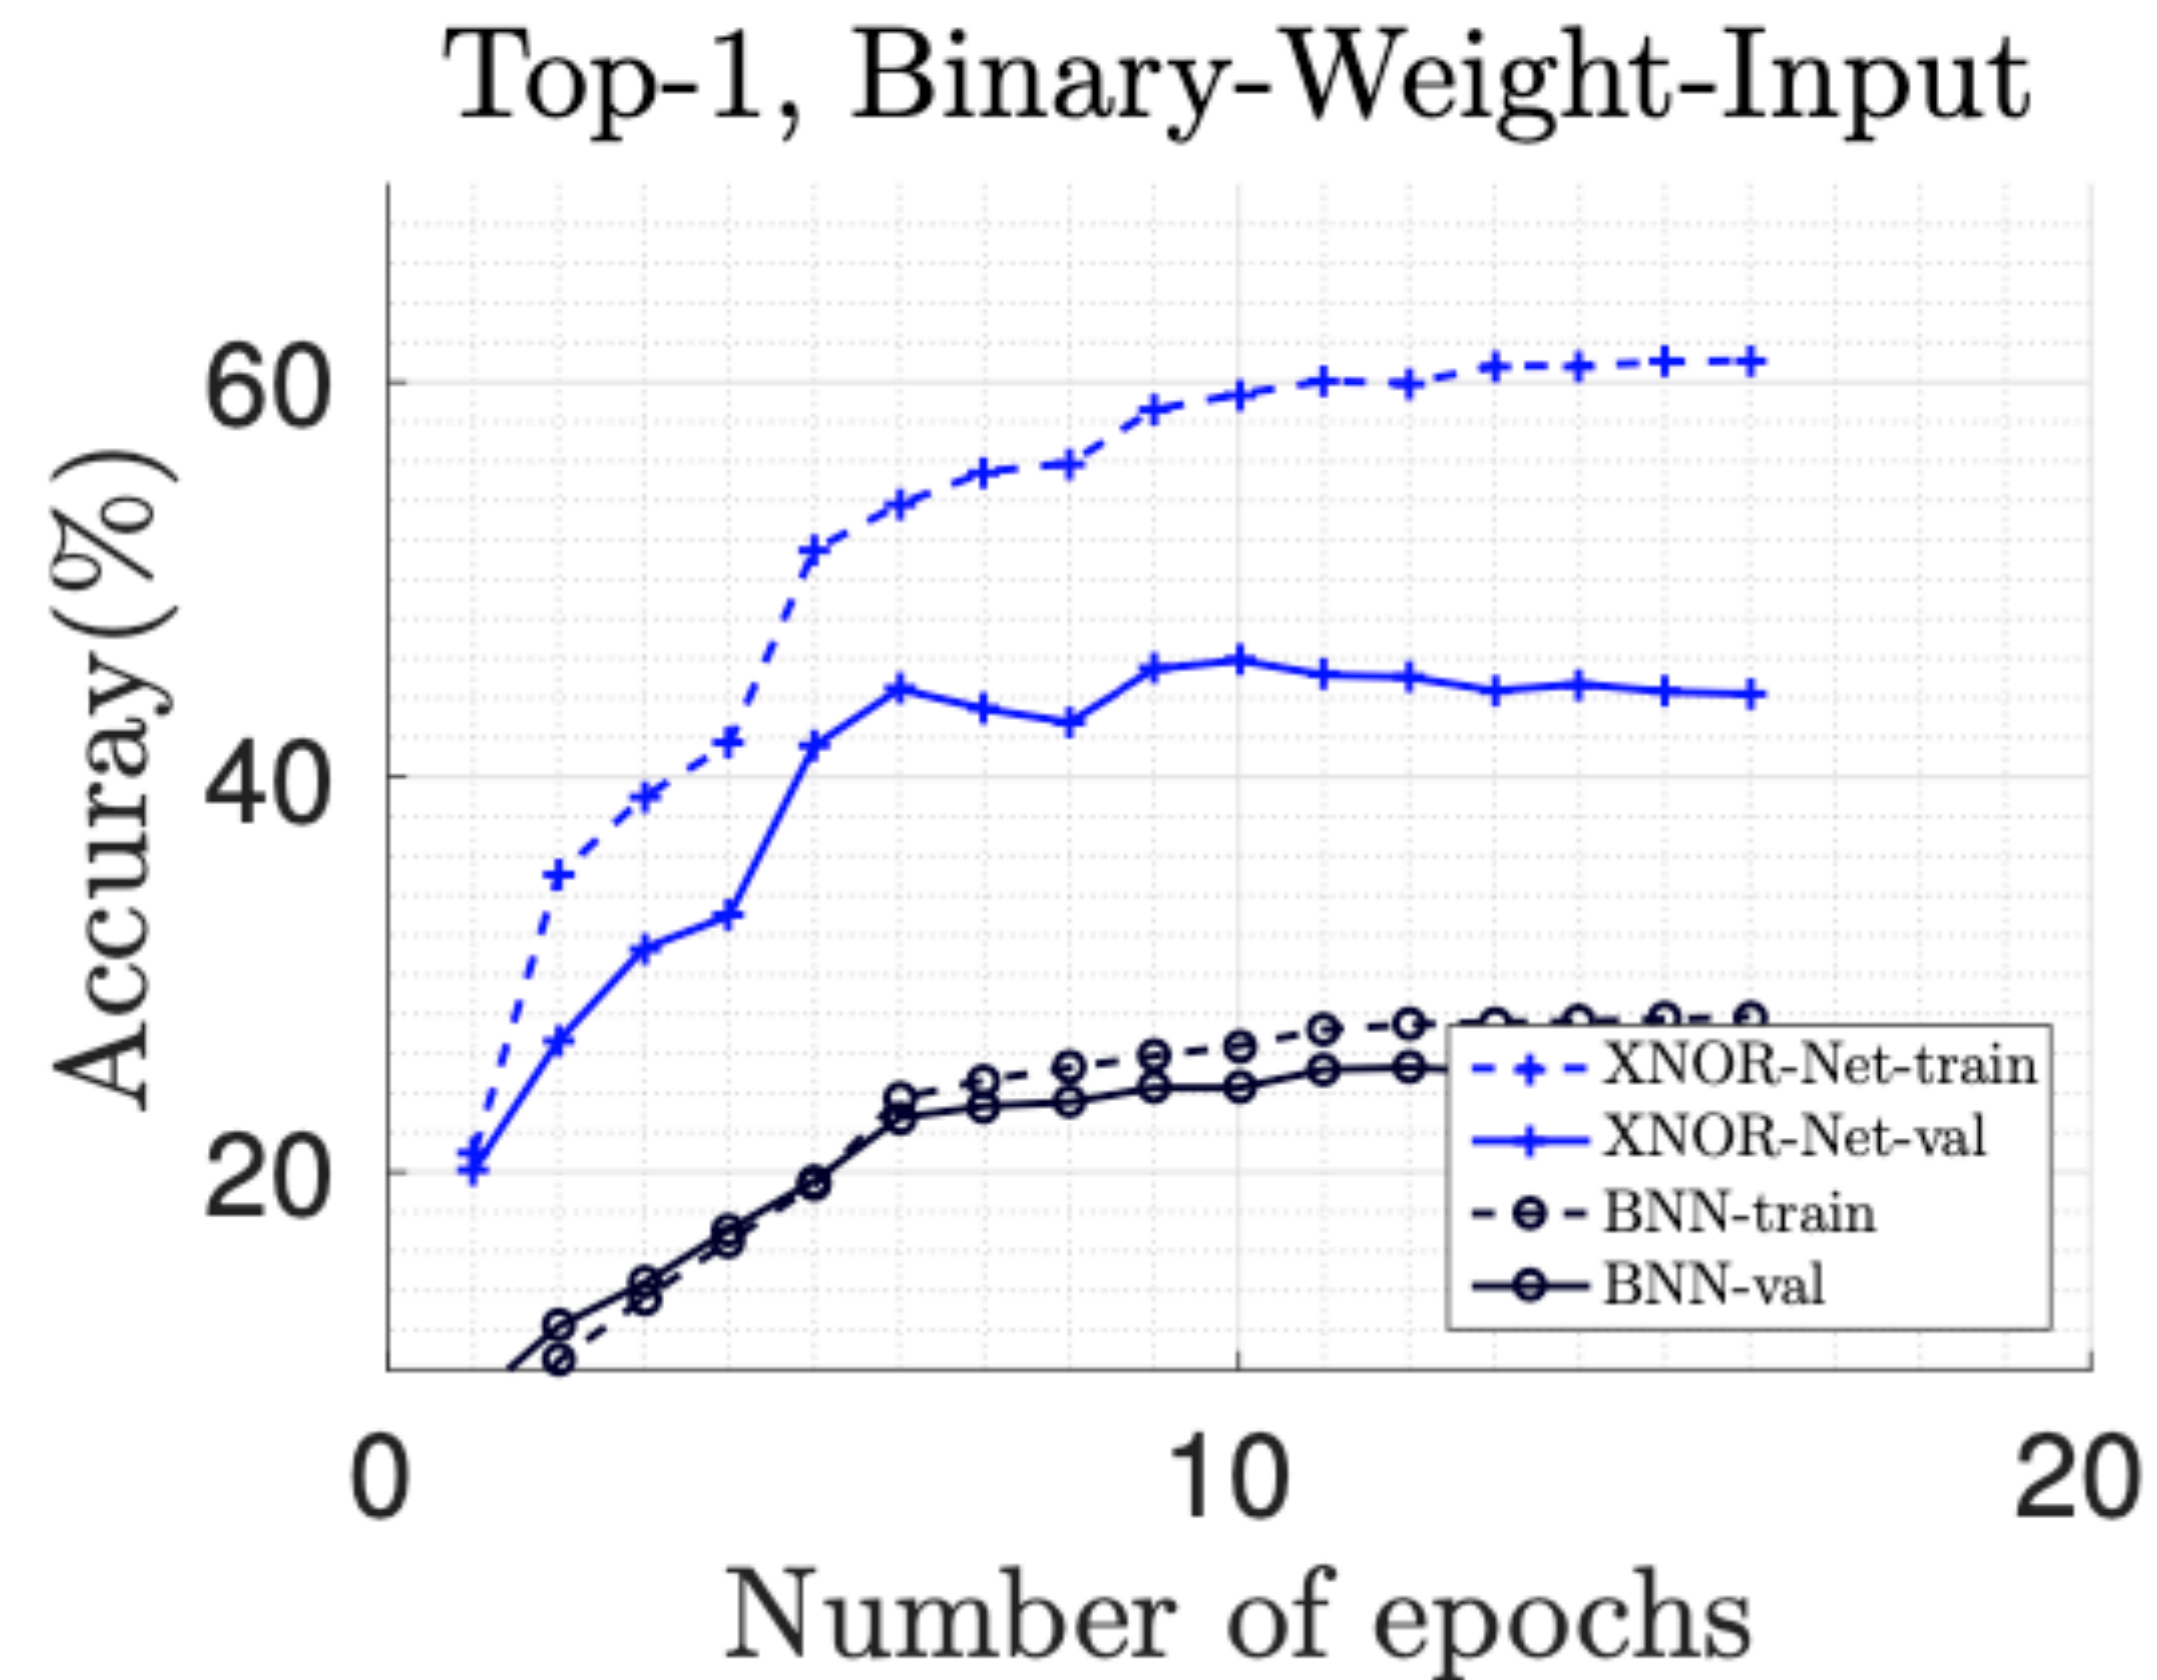 Top-1, Binary-Weight-Input
Accuray(%)
60
40
20
XNOR-Net-train
XNOR-Net-val
BNN-train
BNN-val
0 10 20
Number of epochs